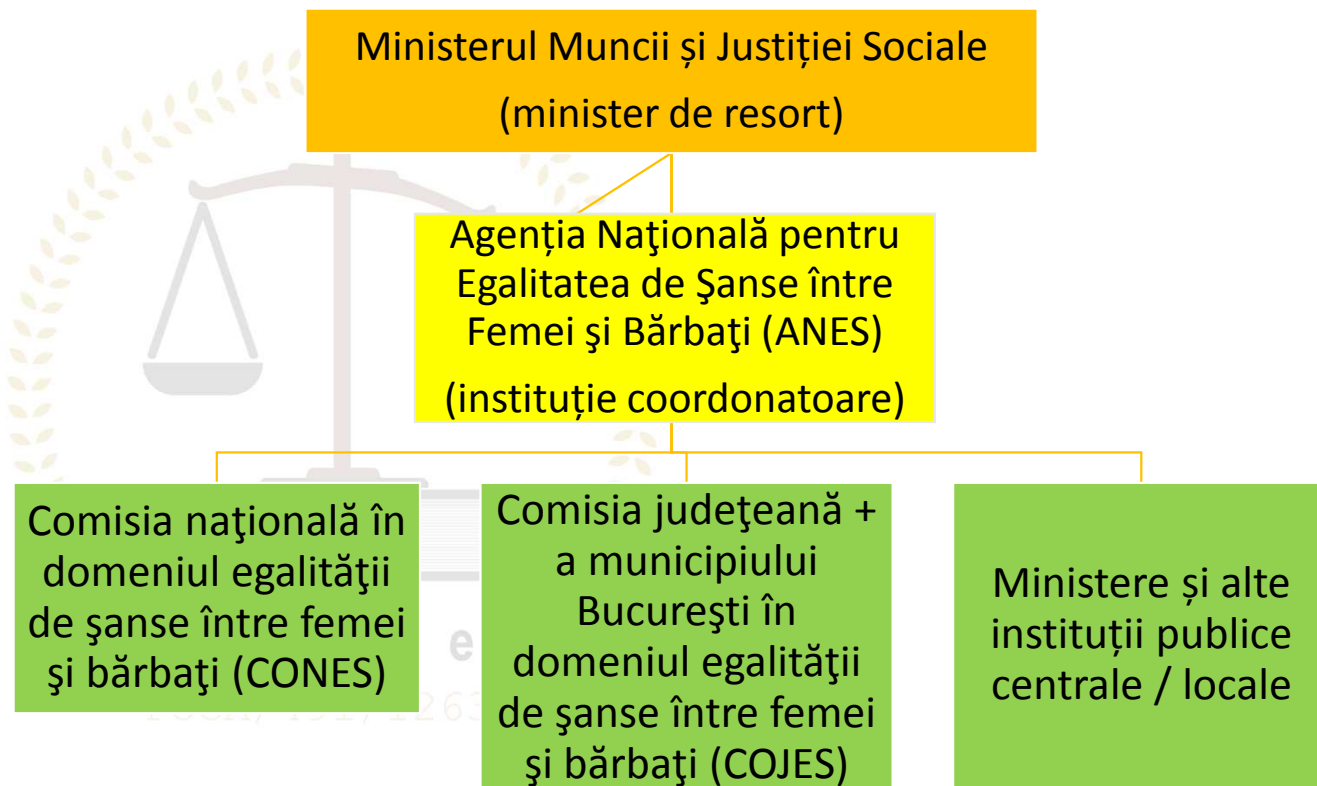 Ministerul Muncii și Justiției Sociale
(minister de resort)
Agenția Naţională pentru
Egalitatea de Şanse între
Femei şi Bărbaţi (ANES)
(instituție coordonatoare)
Comisia naţională în
domeniul egalităţii
de şanse între femei
şi bărbaţi (CONES)
Comisia judeţeană +
a municipiului
Bucureşti în
domeniul egalităţii
de şanse între femei
şi bărbaţi (COJES)
Ministere și alte
instituții publice
centrale / locale
e